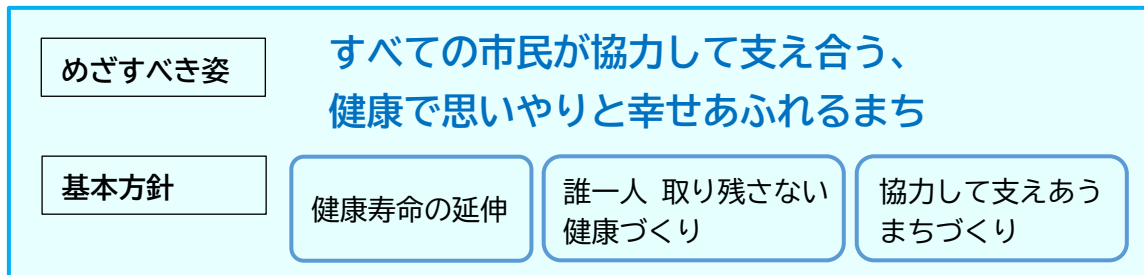 めざすべき姿
すべての市民が協力して支え合う、
健康で思いやりと幸せあふれるまち
基本方針
健康寿命の延伸
誰一人 取り残さない
健康づくり
協力して支えあう
まちづくり